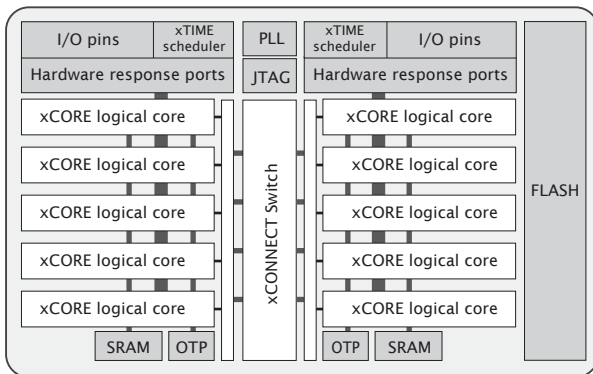 I/O pins
xTIME
scheduler
PLL
xTIME
scheduler
I/O pins
Hardware response ports
JTAG
Hardware response ports
FLASH
xCONNECT Switch
xCORE logical core
xCORE logical core
xCORE logical core
xCORE logical core
xCORE logical core
xCORE logical core
xCORE logical core
xCORE logical core
xCORE logical core
xCORE logical core
SRAM
OTP
OTP
SRAM